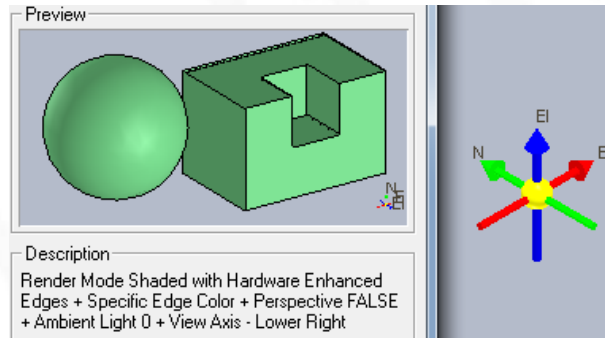 Preview
N
E
El
Description
Render Mode Shaded with Hardware Enhanced
Edges + Specific Edge Color + Perspective FALSE
+ Ambient Light 0 + View Axis - Lower Right
El
N
E